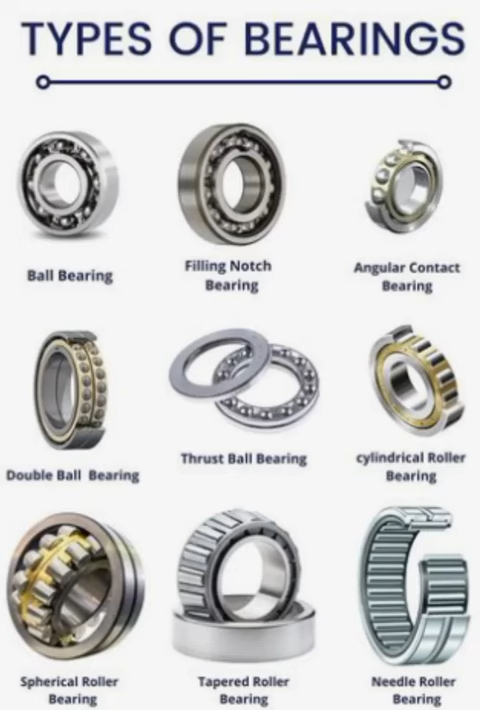 TYPES OF BEARINGS
Ball Bearing
Filling Notch
Bearing
Angular Contact
Bearing
Double Ball Bearing
Thrust Ball Bearing
cylindrical Roller
Bearing
Spherical Roller
Bearing
Tapered Roller
Bearing
Needle Roller
Bearing